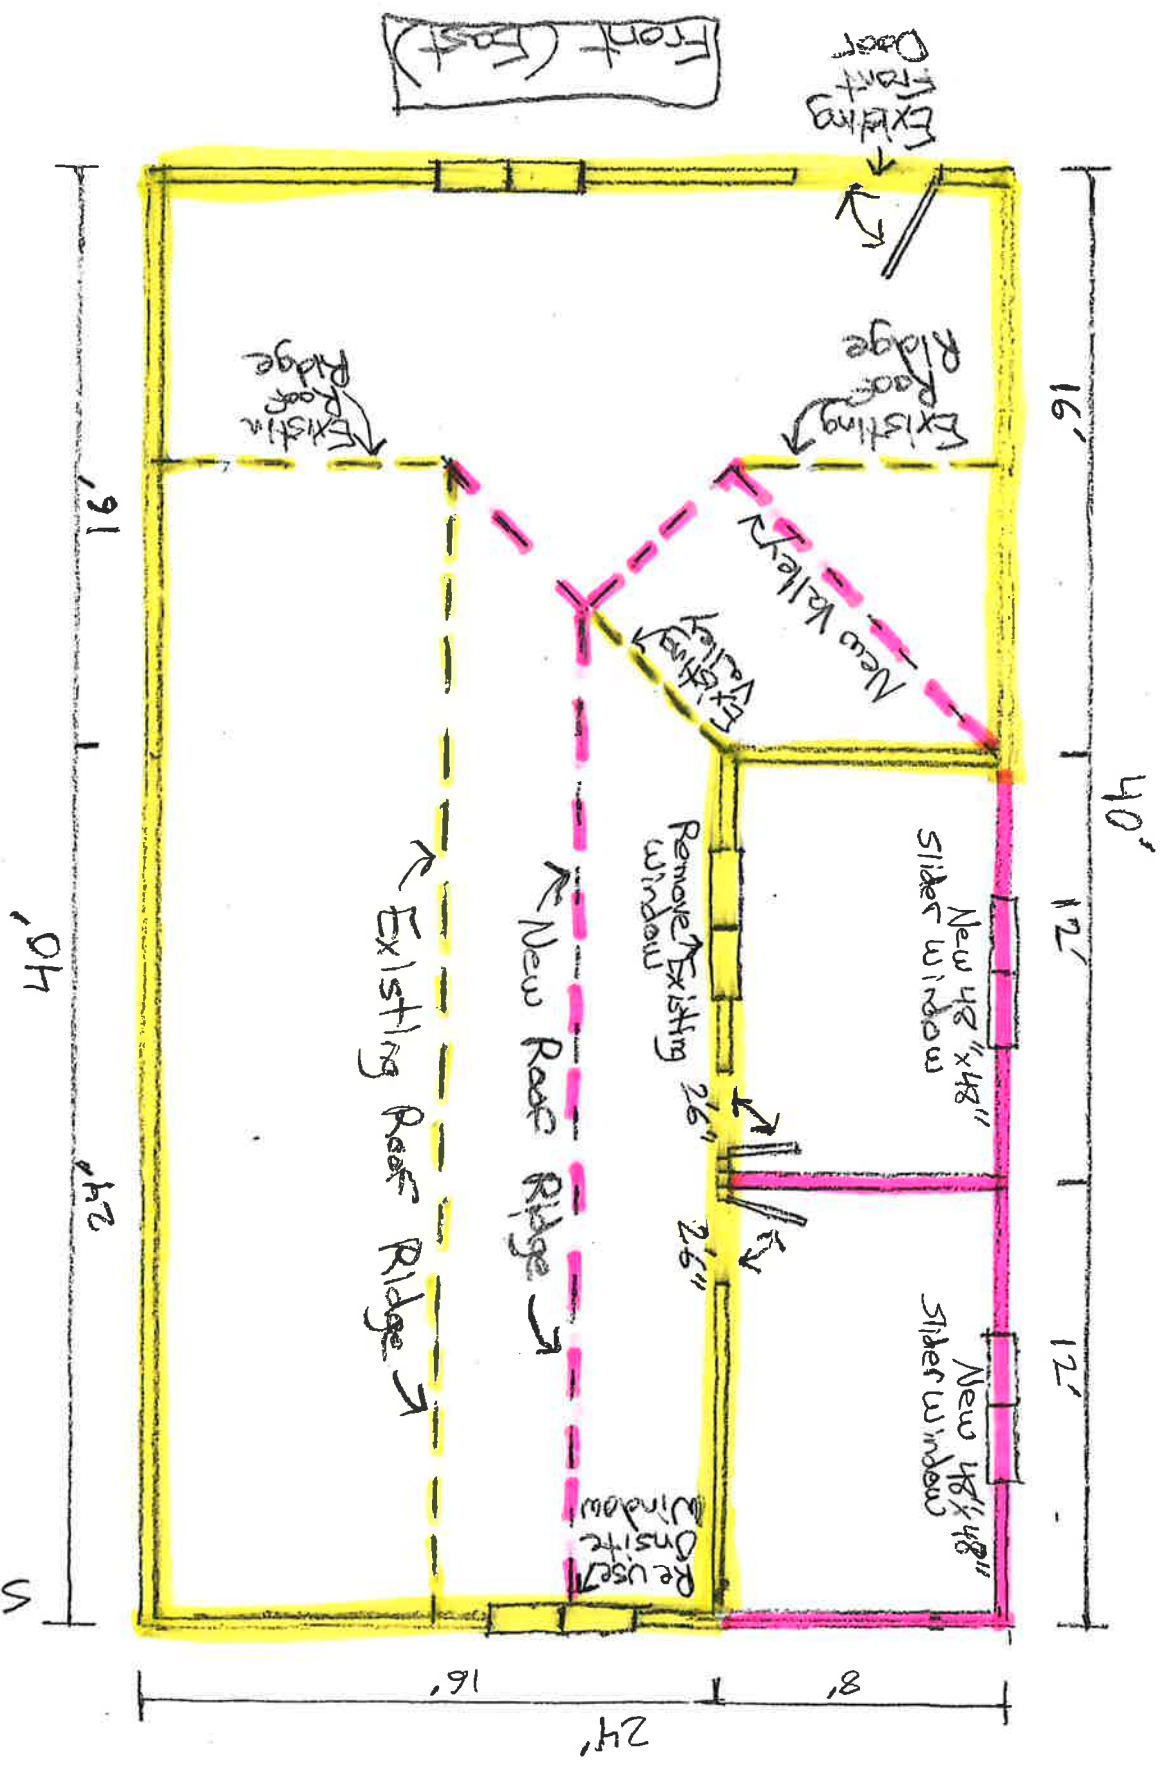 Front (East)
Existing
Front
Door
Existing
Roof
Ridge
Existin
Roof
Ridge
16'
16'
New Valley
Existing
Valley
40'
40'
12'
New 48"x48"
Slider Window
Remove Existing
Window
New Roof Ridge
Existing Roof Ridge
2'6"
2'6"
24'
12'
New 48"x48"
Slider Window
Reuse
Onsite
Window
S
16'
8'
24'